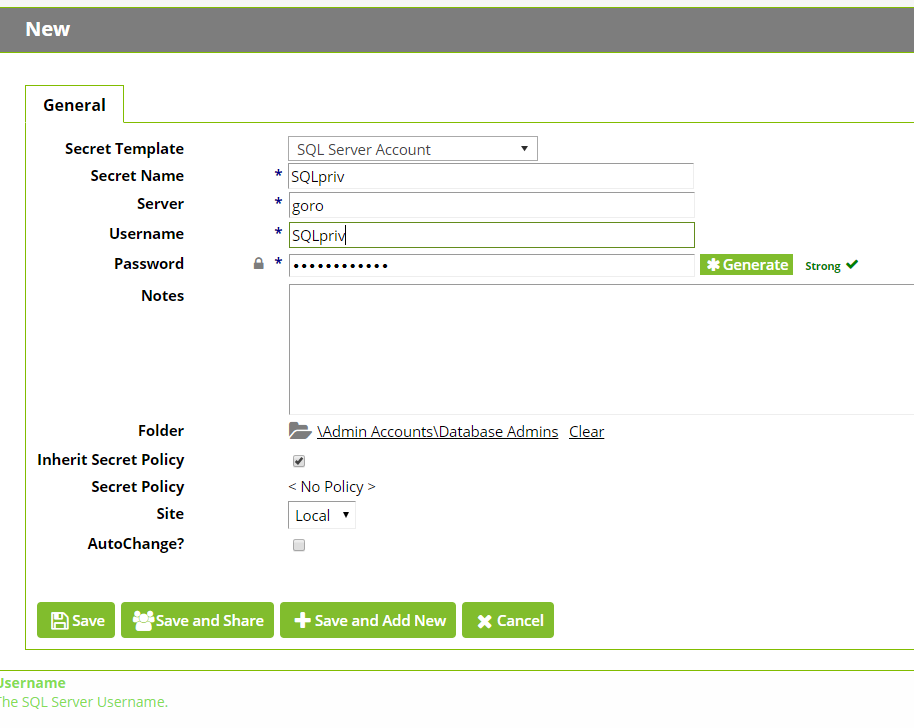 New
General
Secret Template SQL Server Account
Secret Name * SQLpriv
Server * goro
Username * SQLpriv
Password * •••••••••••• Generate Strong
Notes
Folder \Admin Accounts\Database Admins Clear
Inherit Secret Policy
Secret Policy < No Policy >
Site Local
AutoChange?
Save Save and Share Save and Add New Cancel
Username
The SQL Server Username.